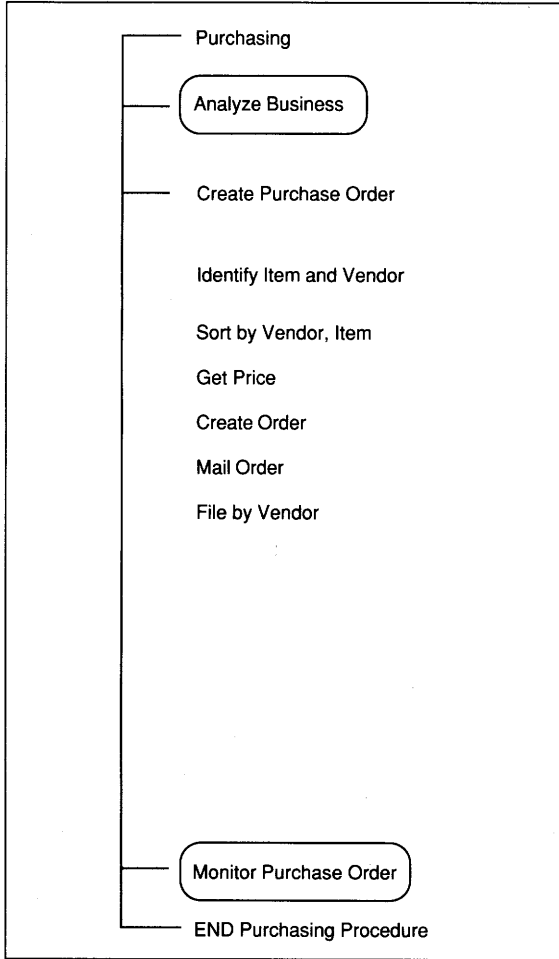 Purchasing
Analyze Business
Create Purchase Order
Identify Item and Vendor
Sort by Vendor, Item
Get Price
Create Order
Mail Order
File by Vendor
Monitor Purchase Order
END Purchasing Procedure